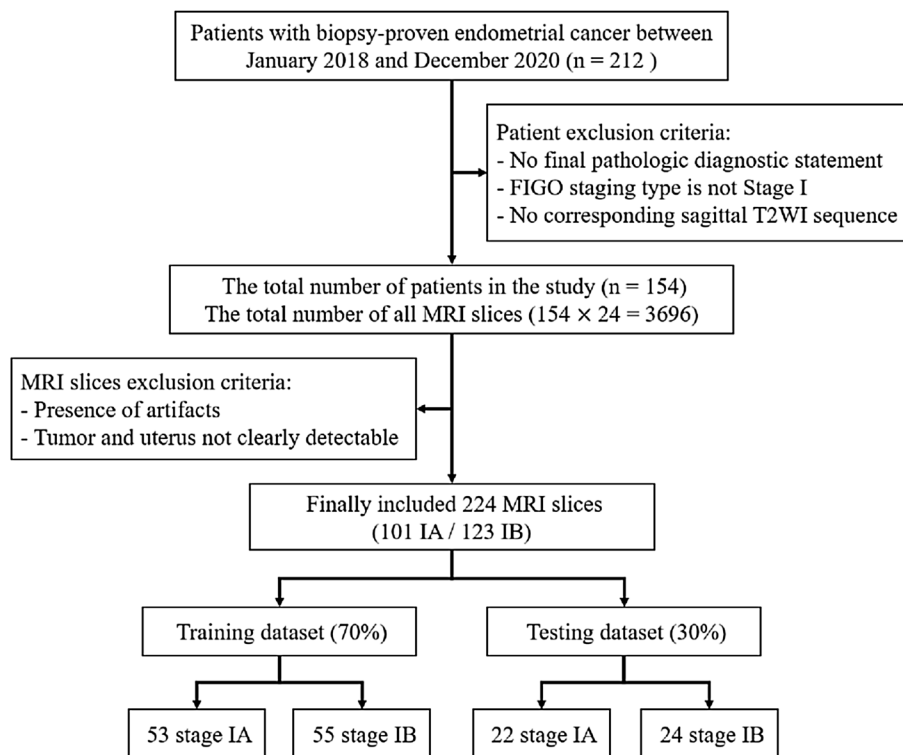 Patients with biopsy-proven endometrial cancer between
January 2018 and December 2020 (n = 212 )
Patient exclusion criteria:
- No final pathologic diagnostic statement
- FIGO staging type is not Stage I
- No corresponding sagittal T2WI sequence
The total number of patients in the study (n = 154)
The total number of all MRI slices (154 × 24 = 3696)
MRI slices exclusion criteria:
- Presence of artifacts
- Tumor and uterus not clearly detectable
Finally included 224 MRI slices
(101 IA / 123 IB)
Training dataset (70%)
Testing dataset (30%)
53 stage IA
55 stage IB
22 stage IA
24 stage IB